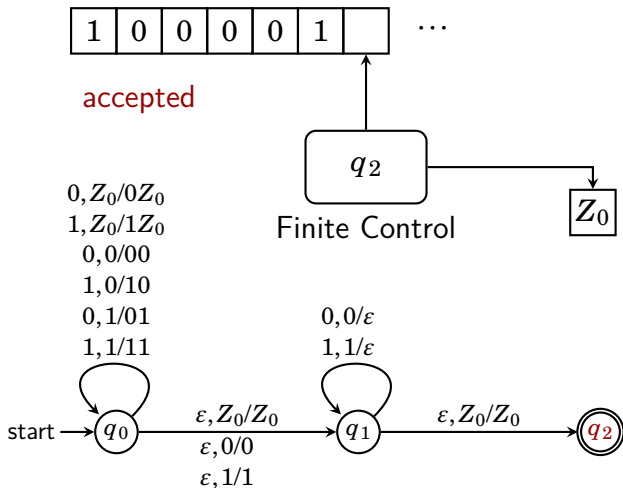 1 0 0 0 0 1 ⋯
accepted
q₂
Z₀
Finite Control
0, Z₀/0Z₀
1, Z₀/1Z₀
0, 0/00
1, 0/10
0, 1/01
1, 1/11
0, 0/ε
1, 1/ε
start q₀ ε, Z₀/Z₀ q₁ ε, Z₀/Z₀ q₂
ε, 0/0
ε, 1/1